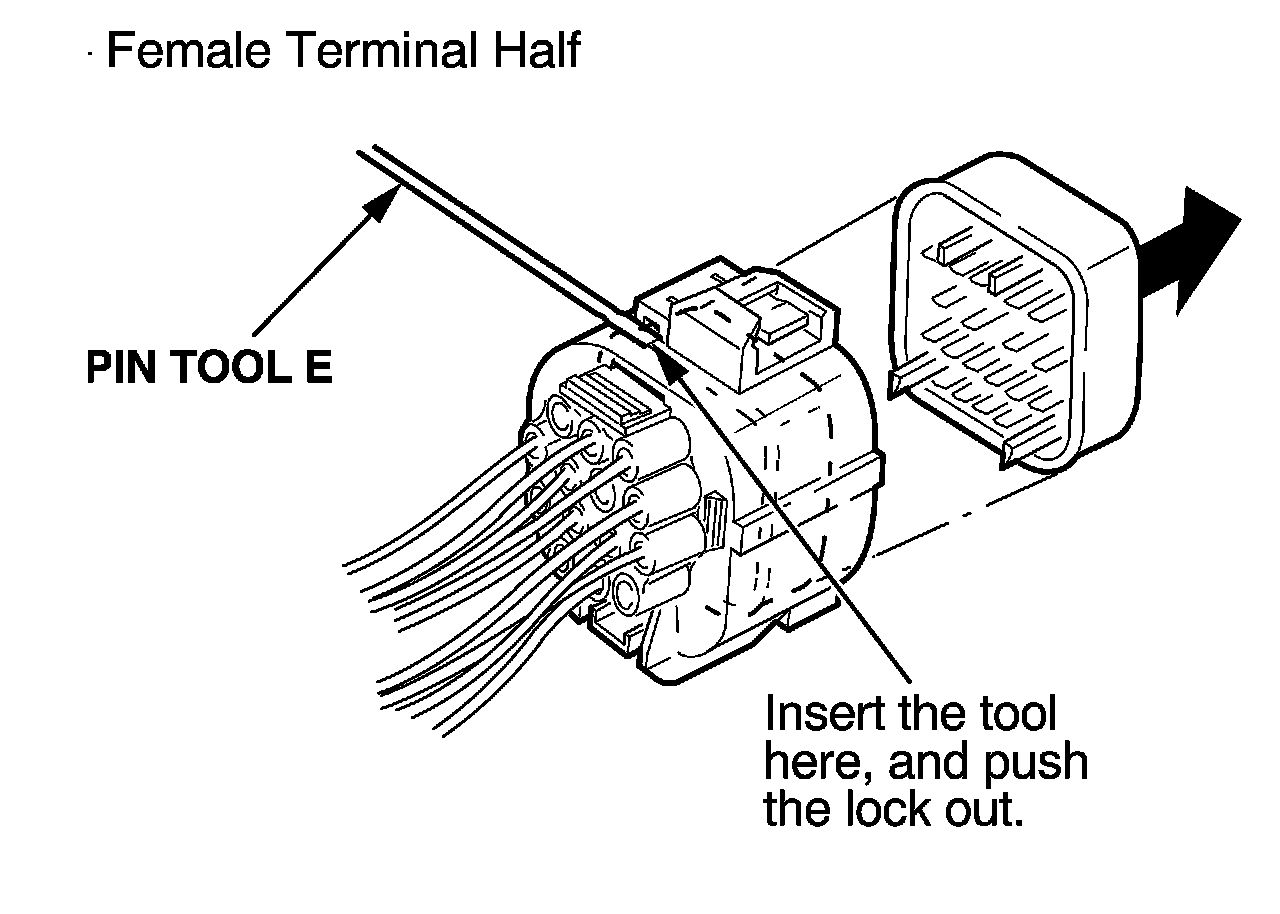 · Female Terminal Half
PIN TOOL E
Insert the tool
here, and push
the lock out.